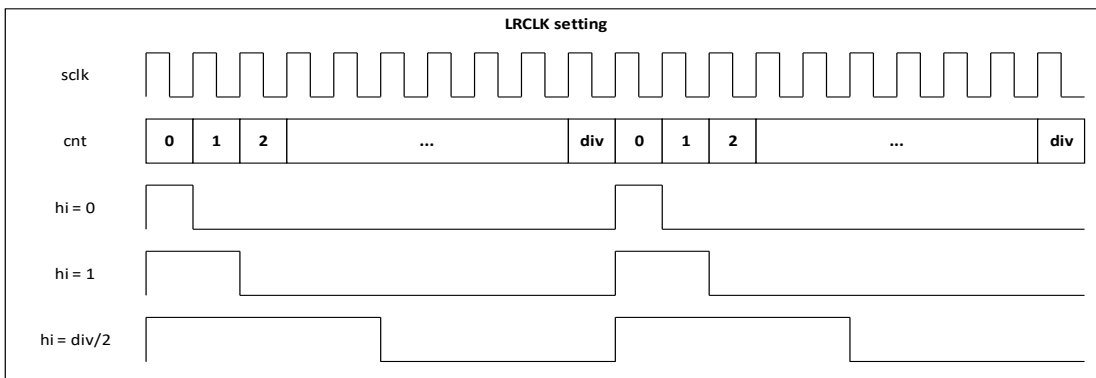 LRCLK setting
sclk
cnt 0 1 2 ... div 0 1 2 ... div
hi = 0
hi = 1
hi = div/2